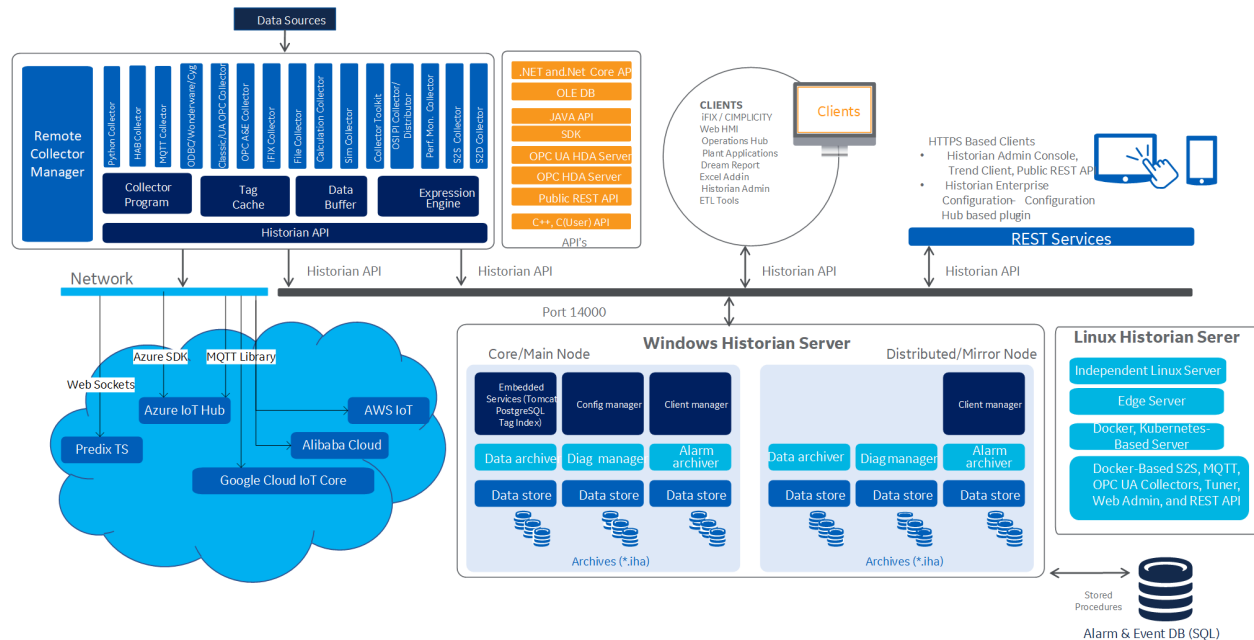 Data Sources
Remote
Collector
Manager
Python Collector
HAB Collector
MQTT Collector
ODBC/Wonderware/Cyg
Classic/UA OPC Collector
OPC A&E Collector
iFIX Collector
File Collector
Calculation Collector
Sim Collector
Collector Toolkit
OSI PI Collector/
Distributor
Perf. Mon. Collector
S2S Collector
S2D Collector
Collector
Program
Tag
Cache
Data
Buffer
Expression
Engine
Historian API
.NET and.Net Core AP
OLE DB
JAVA API
SDK
OPC UA HDA Server
OPC HDA Server
Public REST API
C++, C(User) API
API's
CLIENTS
iFIX / CIMPLICITY
Web HMI
Operations Hub
Plant Applications
Dream Report
Excel Addin
Historian Admin
ETL Tools
Clients
HTTPS Based Clients
• Historian Admin Console,
Trend Client, Public REST AP
• Historian Enterprise
Configuration- Configuration
Hub based plugin
REST Services
Network
Historian API
Historian API
Historian API
Historian API
Port 14000
Azure SDK
MQTT Library
Web Sockets
Azure IoT Hub
AWS IoT
Predix TS
Alibaba Cloud
Google Cloud IoT Core
Windows Historian Server
Core/Main Node
Distributed/Mirror Node
Embedded
Services (Tomcat
PostgreSQL
Tag Index)
Config manager
Client manager
Data archiver
Diag manager
Alarm
archiver
Data store
Data store
Data store
Archives (*.iha)
Client manager
Data archiver
Diag manager
Alarm
archiver
Data store
Data store
Data store
Archives (*.iha)
Linux Historian Serer
Independent Linux Server
Edge Server
Docker, Kubernetes-
Based Server
Docker-Based S2S, MQTT,
OPC UA Collectors, Tuner,
Web Admin, and REST API
Stored
Procedures
Alarm & Event DB (SQL)